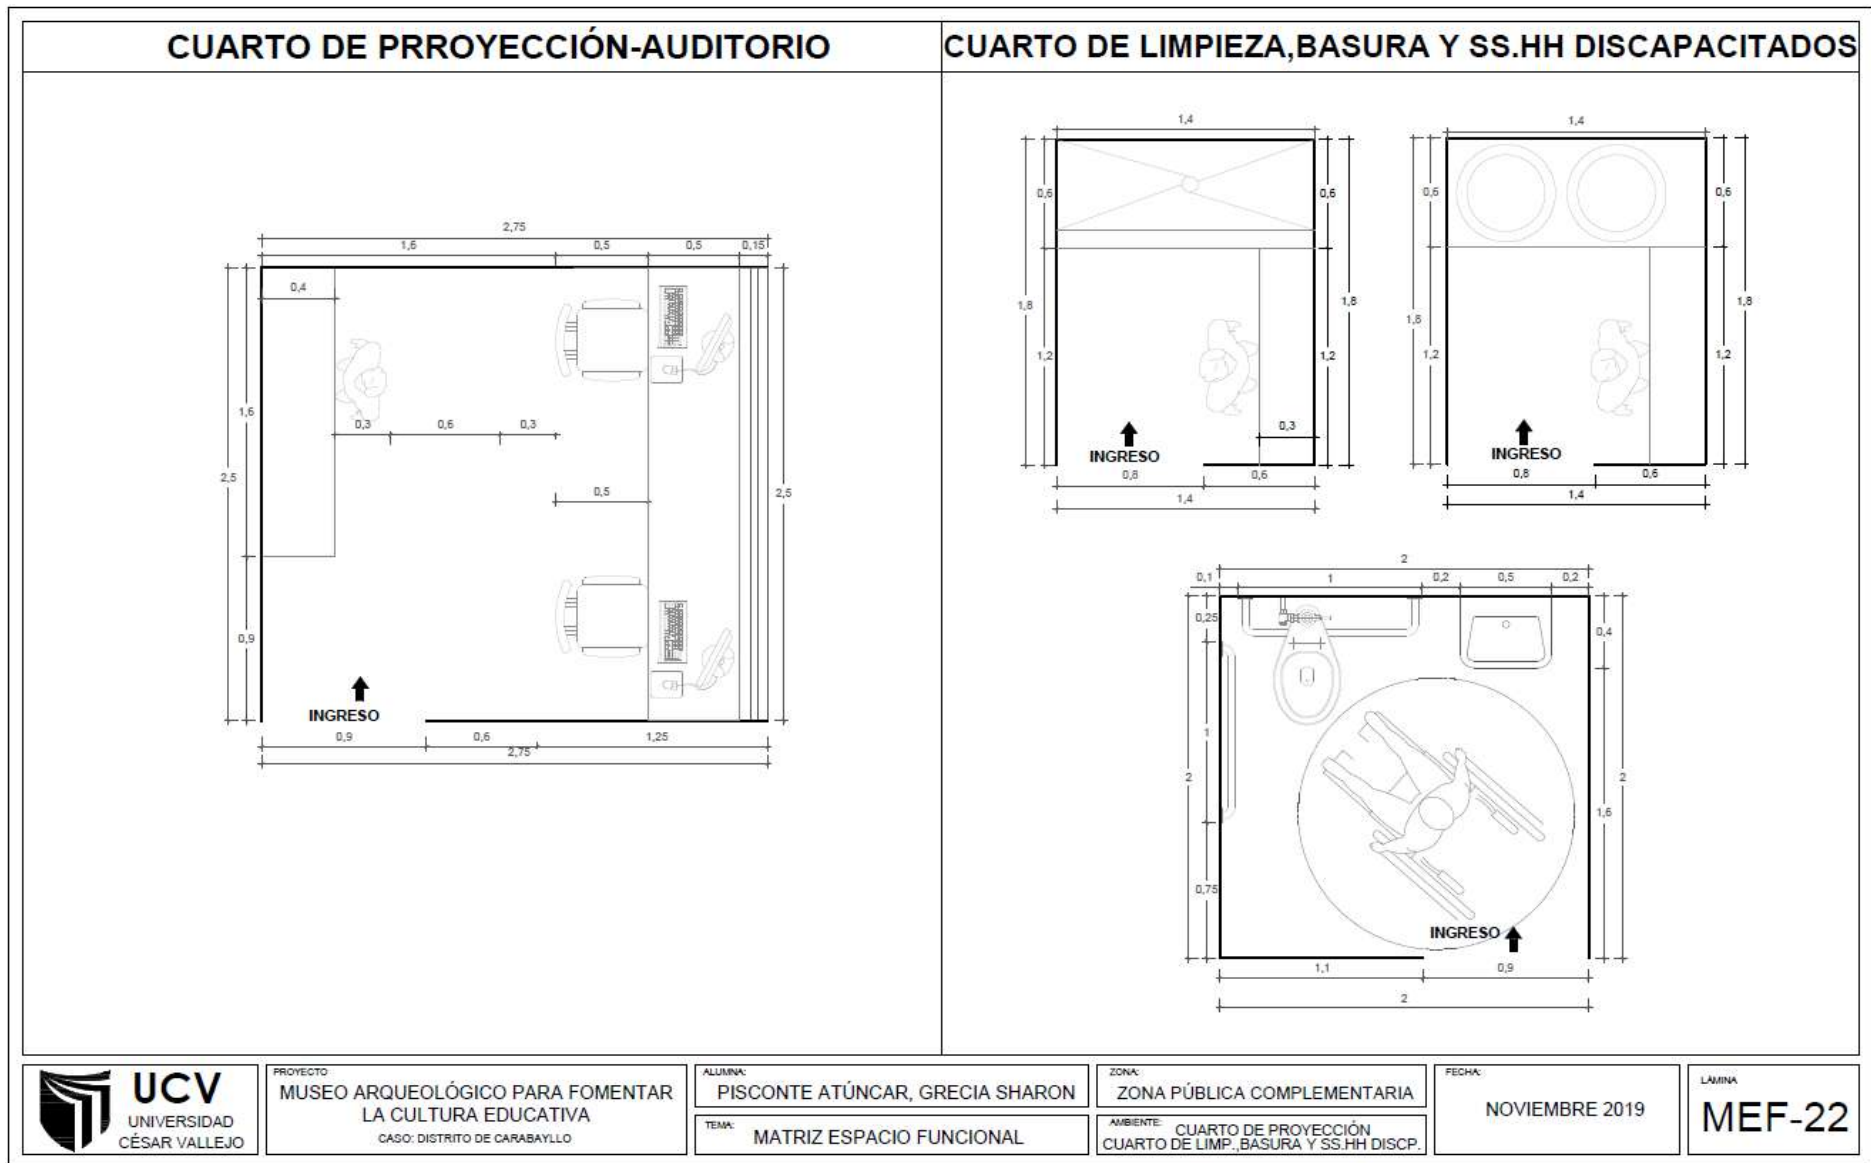 CUARTO DE PRROYECCIÓN-AUDITORIO
2,75
1,6 0,5 0,5 0,15
0,4
0,3 0,6 0,3
1,6
2,5
0,5
2,5
0,9
INGRESO
0,9 0,6 1,25
2,75
CUARTO DE LIMPIEZA,BASURA Y SS.HH DISCAPACITADOS
1,4
0,6 0,6
1,8 1,8
1,2 1,2
0,3
INGRESO
0,8 0,6
1,4
1,4
0,6 0,6
1,8 1,8
1,2 1,2
INGRESO
0,8 0,6
1,4
2
0,1 1 0,2 0,5 0,2
0,25 0,4
1
2 1,6 2
0,75
INGRESO
1,1 0,9
2
UCV
UNIVERSIDAD
CÉSAR VALLEJO
PROYECTO
MUSEO ARQUEOLÓGICO PARA FOMENTAR
LA CULTURA EDUCATIVA
CASO: DISTRITO DE CARABAYLLO
ALUMNA:
PISCONTE ATÚNCAR, GRECIA SHARON
TEMA:
MATRIZ ESPACIO FUNCIONAL
ZONA:
ZONA PÚBLICA COMPLEMENTARIA
AMBIENTE: CUARTO DE PROYECCIÓN
CUARTO DE LIMP.,BASURA Y SS.HH DISCP.
FECHA:
NOVIEMBRE 2019
LÁMINA
MEF-22